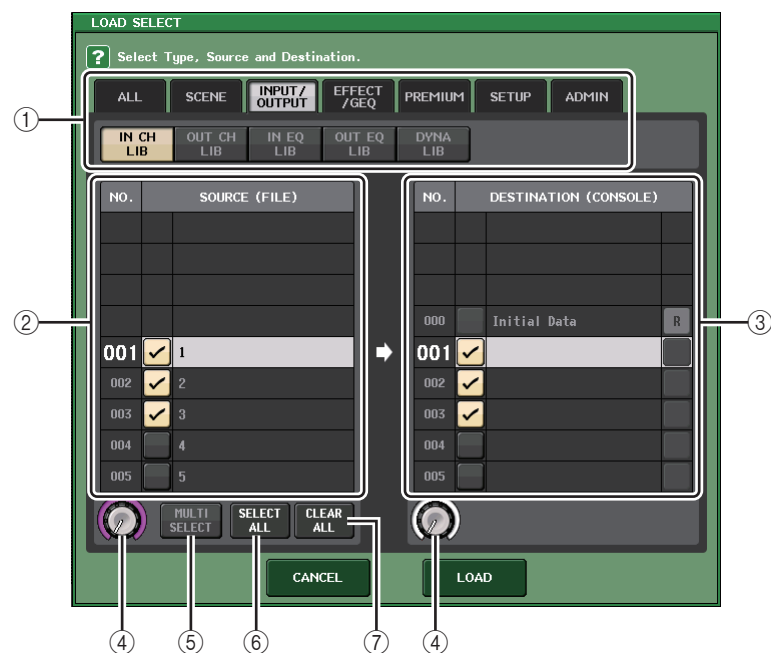 LOAD SELECT
? Select Type, Source and Destination.
ALL SCENE INPUT/ OUTPUT EFFECT /GEQ PREMIUM SETUP ADMIN
①
IN CH LIB OUT CH LIB IN EQ LIB OUT EQ LIB DYNA LIB
NO. SOURCE (FILE)
②
001 1
002 2
003 3
004 4
005 5
NO. DESTINATION (CONSOLE)
000 Initial Data R
③
001
002
003
004
005
MULTI SELECT SELECT ALL CLEAR ALL
CANCEL LOAD
④ ⑤ ⑥ ⑦ ④